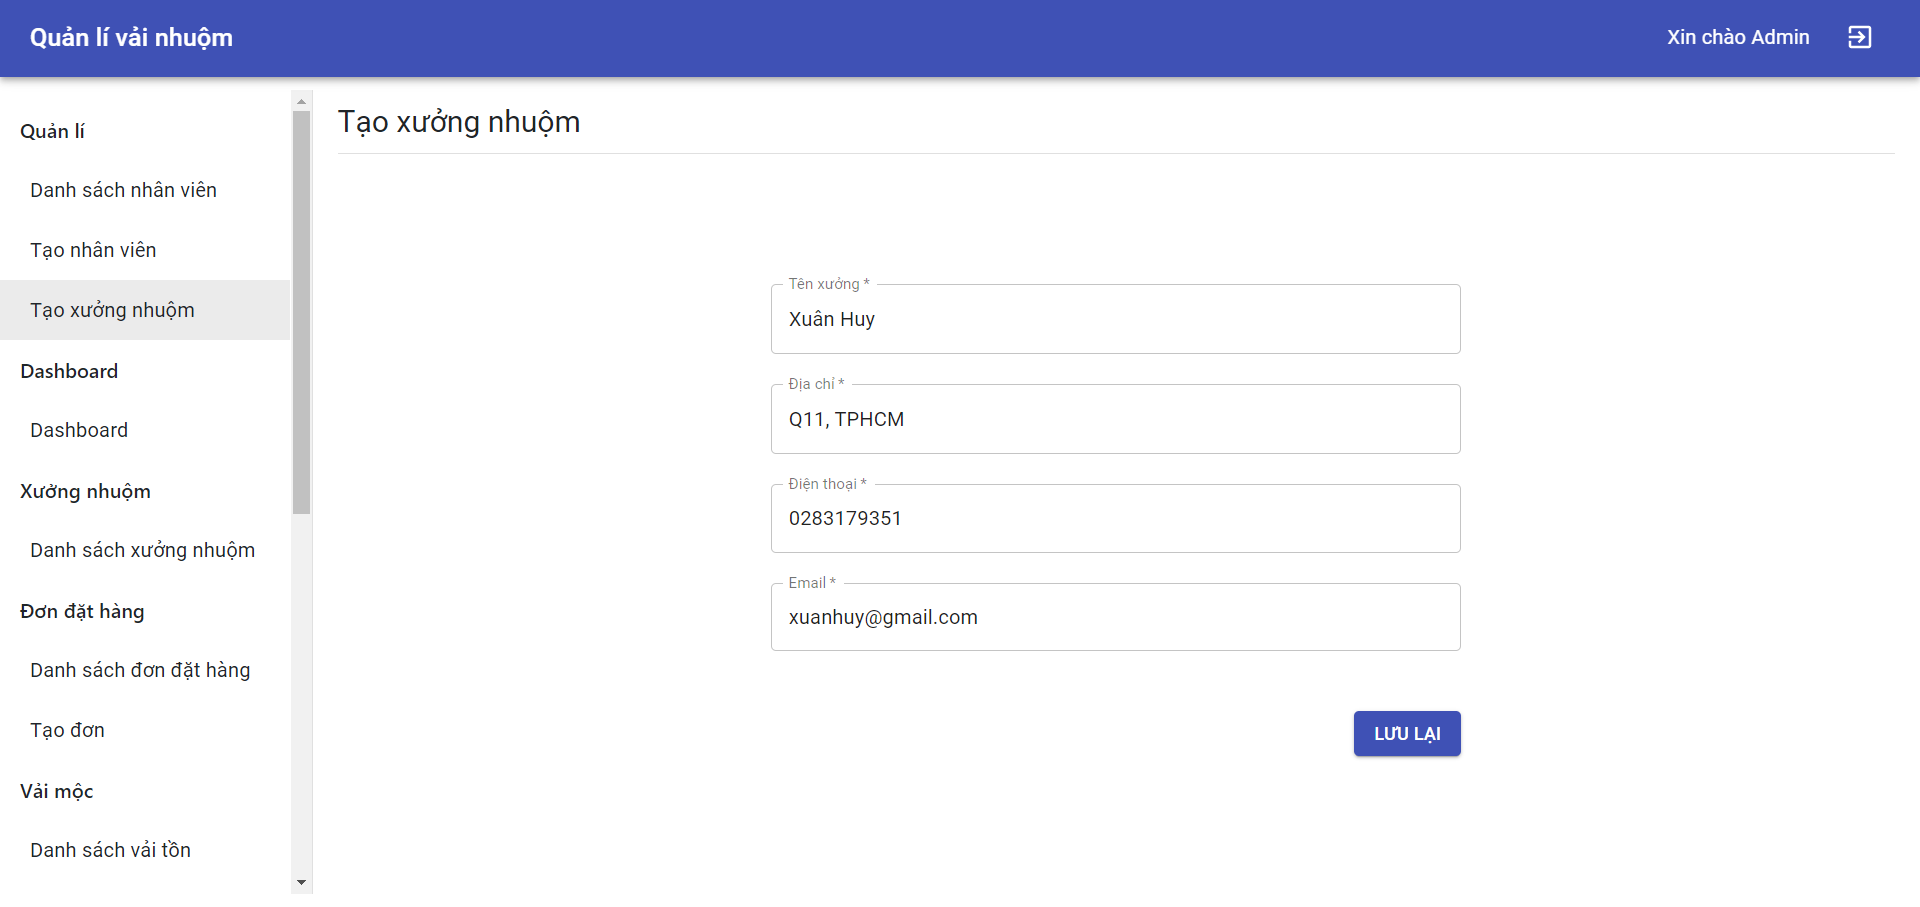 Quản lí vải nhuộm
Xin chào Admin
Quản lí
Danh sách nhân viên
Tạo nhân viên
Tạo xưởng nhuộm
Dashboard
Dashboard
Xưởng nhuộm
Danh sách xưởng nhuộm
Đơn đặt hàng
Danh sách đơn đặt hàng
Tạo đơn
Vải mộc
Danh sách vải tồn
Tạo xưởng nhuộm
Tên xưởng *
Xuân Huy
Địa chỉ *
Q11, TPHCM
Điện thoại *
0283179351
Email *
xuanhuy@gmail.com
LƯU LẠI